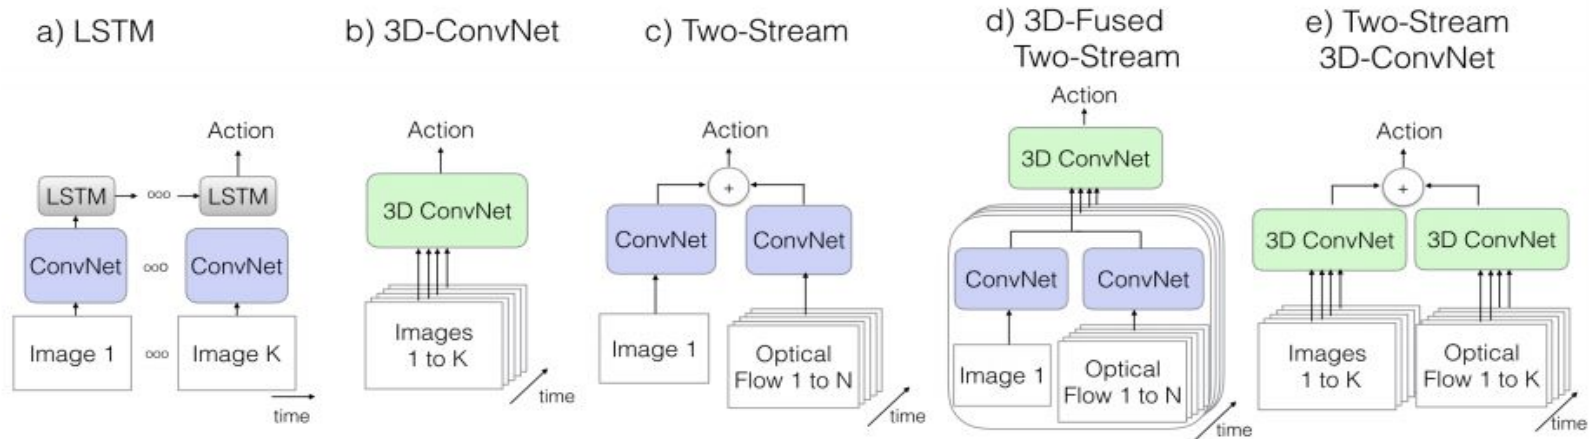 a) LSTM
Action
LSTM ooo LSTM
ConvNet ooo ConvNet
Image 1 ooo Image K
time
b) 3D-ConvNet
Action
3D ConvNet
Images
1 to K
time
c) Two-Stream
Action
+
ConvNet ConvNet
Image 1
Optical
Flow 1 to N
time
d) 3D-Fused
Two-Stream
Action
3D ConvNet
ConvNet ConvNet
Image 1
Optical
Flow 1 to N
time
e) Two-Stream
3D-ConvNet
Action
+
3D ConvNet 3D ConvNet
Images
1 to K
Optical
Flow 1 to K
time